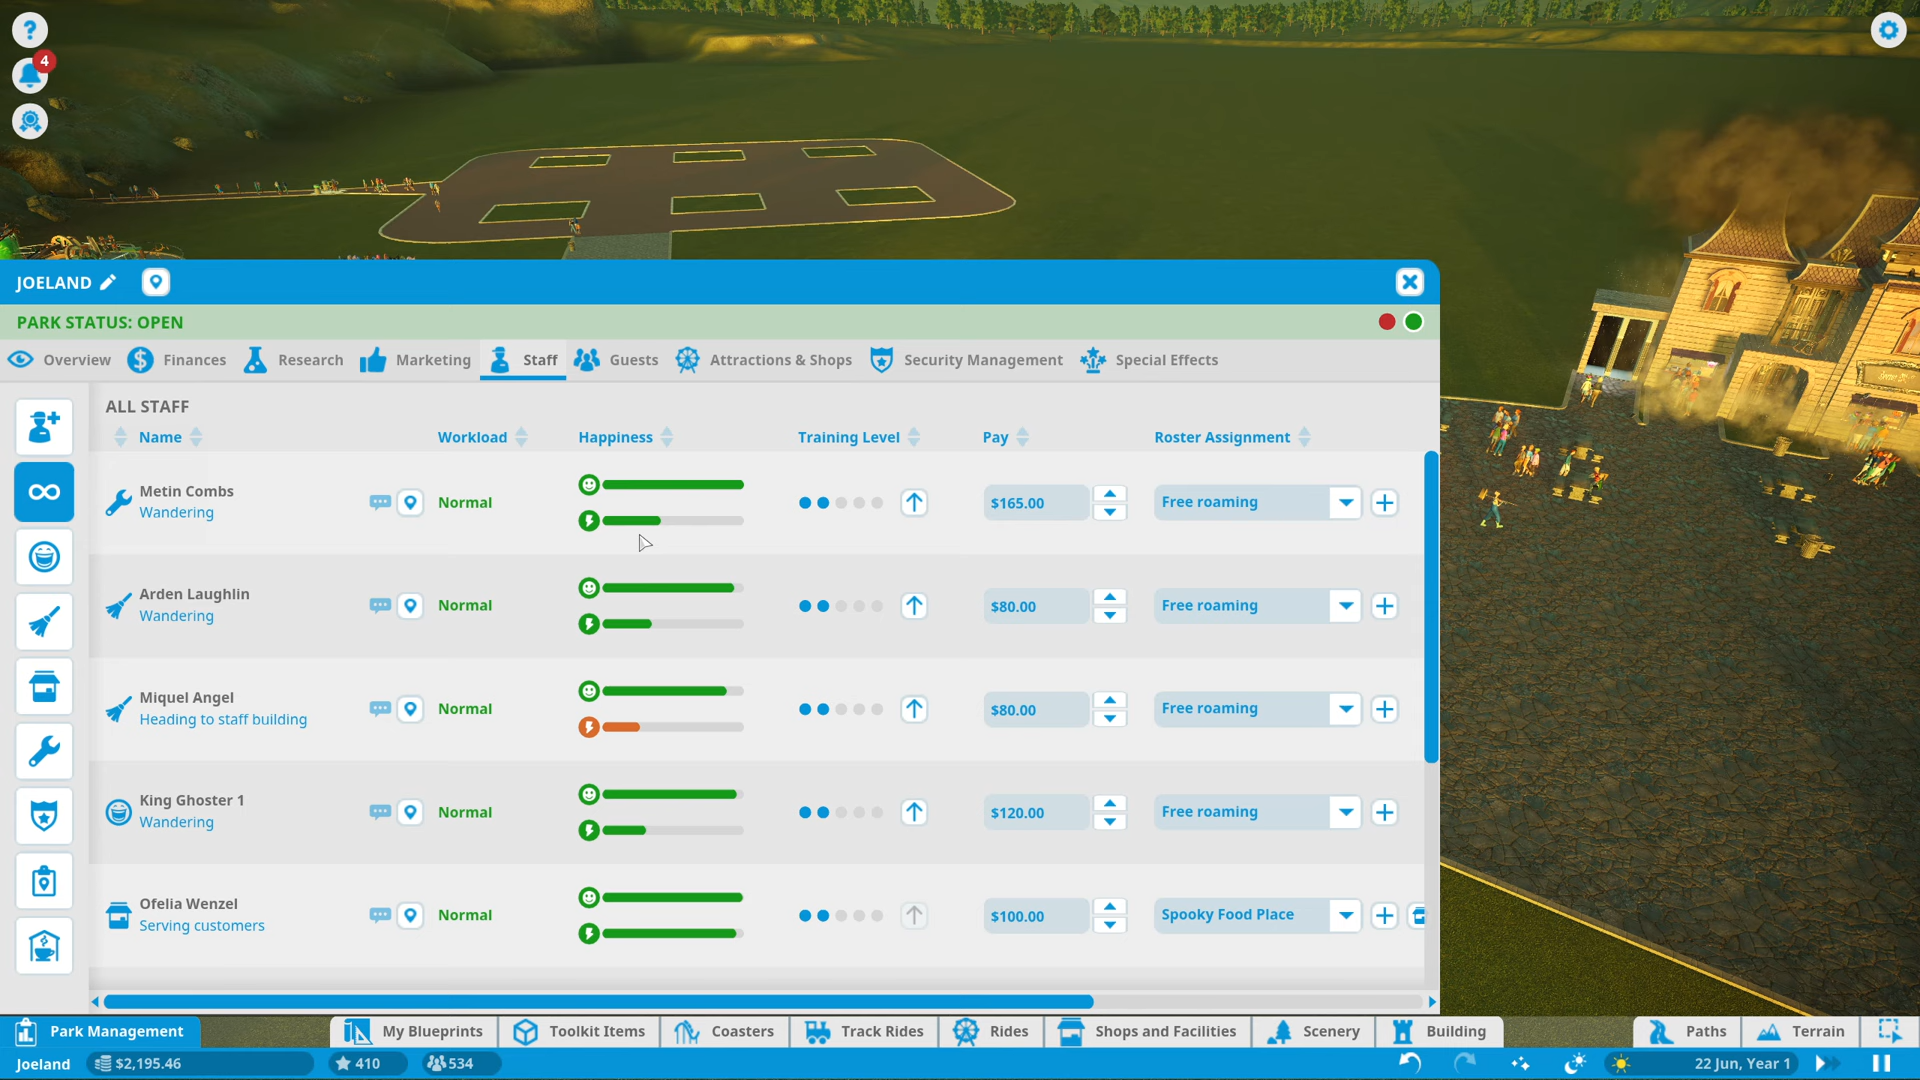 ?
4
JOELAND
PARK STATUS: OPEN
Overview
Finances
Research
Marketing
Staff
Guests
Attractions & Shops
Security Management
Special Effects
ALL STAFF
Name
Workload
Happiness
Training Level
Pay
Roster Assignment
Metin Combs
Wandering
Normal
$165.00
Free roaming
Arden Laughlin
Wandering
Normal
$80.00
Free roaming
Miquel Angel
Heading to staff building
Normal
$80.00
Free roaming
King Ghoster 1
Wandering
Normal
$120.00
Free roaming
Ofelia Wenzel
Serving customers
Normal
$100.00
Spooky Food Place
Park Management
My Blueprints
Toolkit Items
Coasters
Track Rides
Rides
Shops and Facilities
Scenery
Building
Paths
Terrain
Joeland
$2,195.46
410
534
22 Jun, Year 1